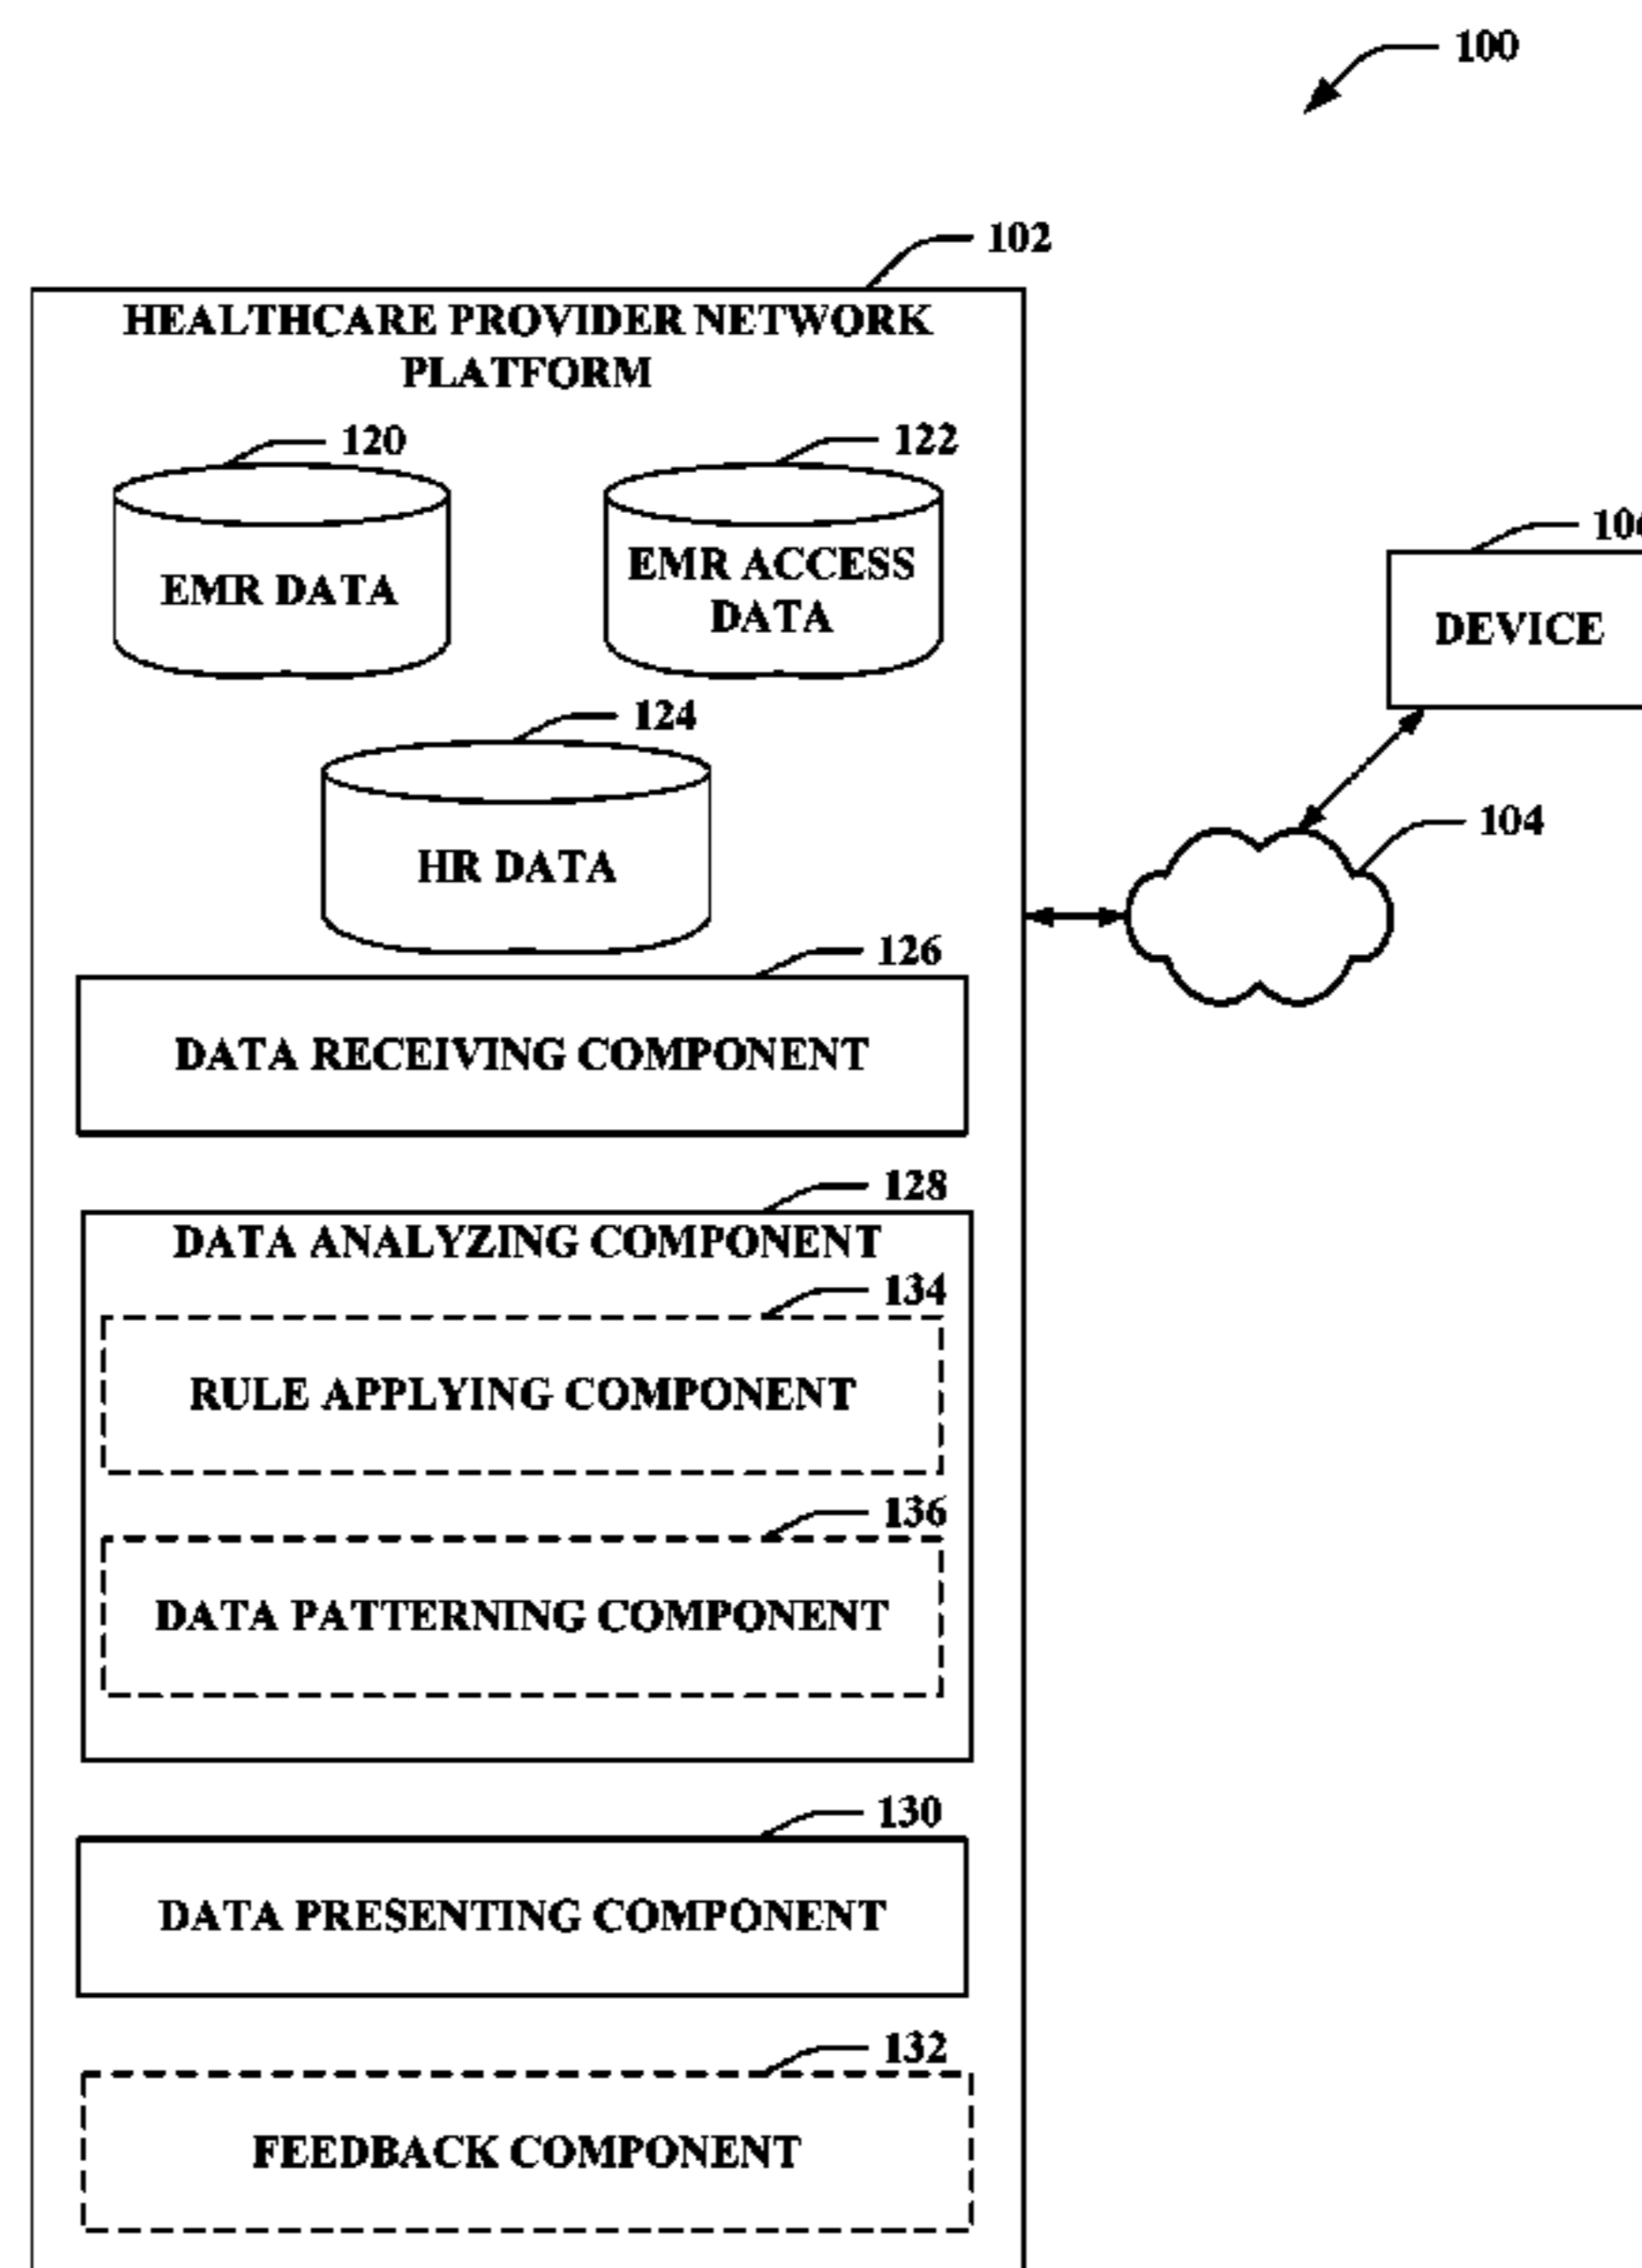 100
102
HEALTHCARE PROVIDER NETWORK
PLATFORM
120
122
EMR DATA
EMR ACCESS
DATA
DEVICE
124
HR DATA
104
126
DATA RECEIVING COMPONENT
128
DATA ANALYZING COMPONENT
134
RULE APPLYING COMPONENT
136
DATA PATTERNING COMPONENT
130
DATA PRESENTING COMPONENT
132
FEEDBACK COMPONENT